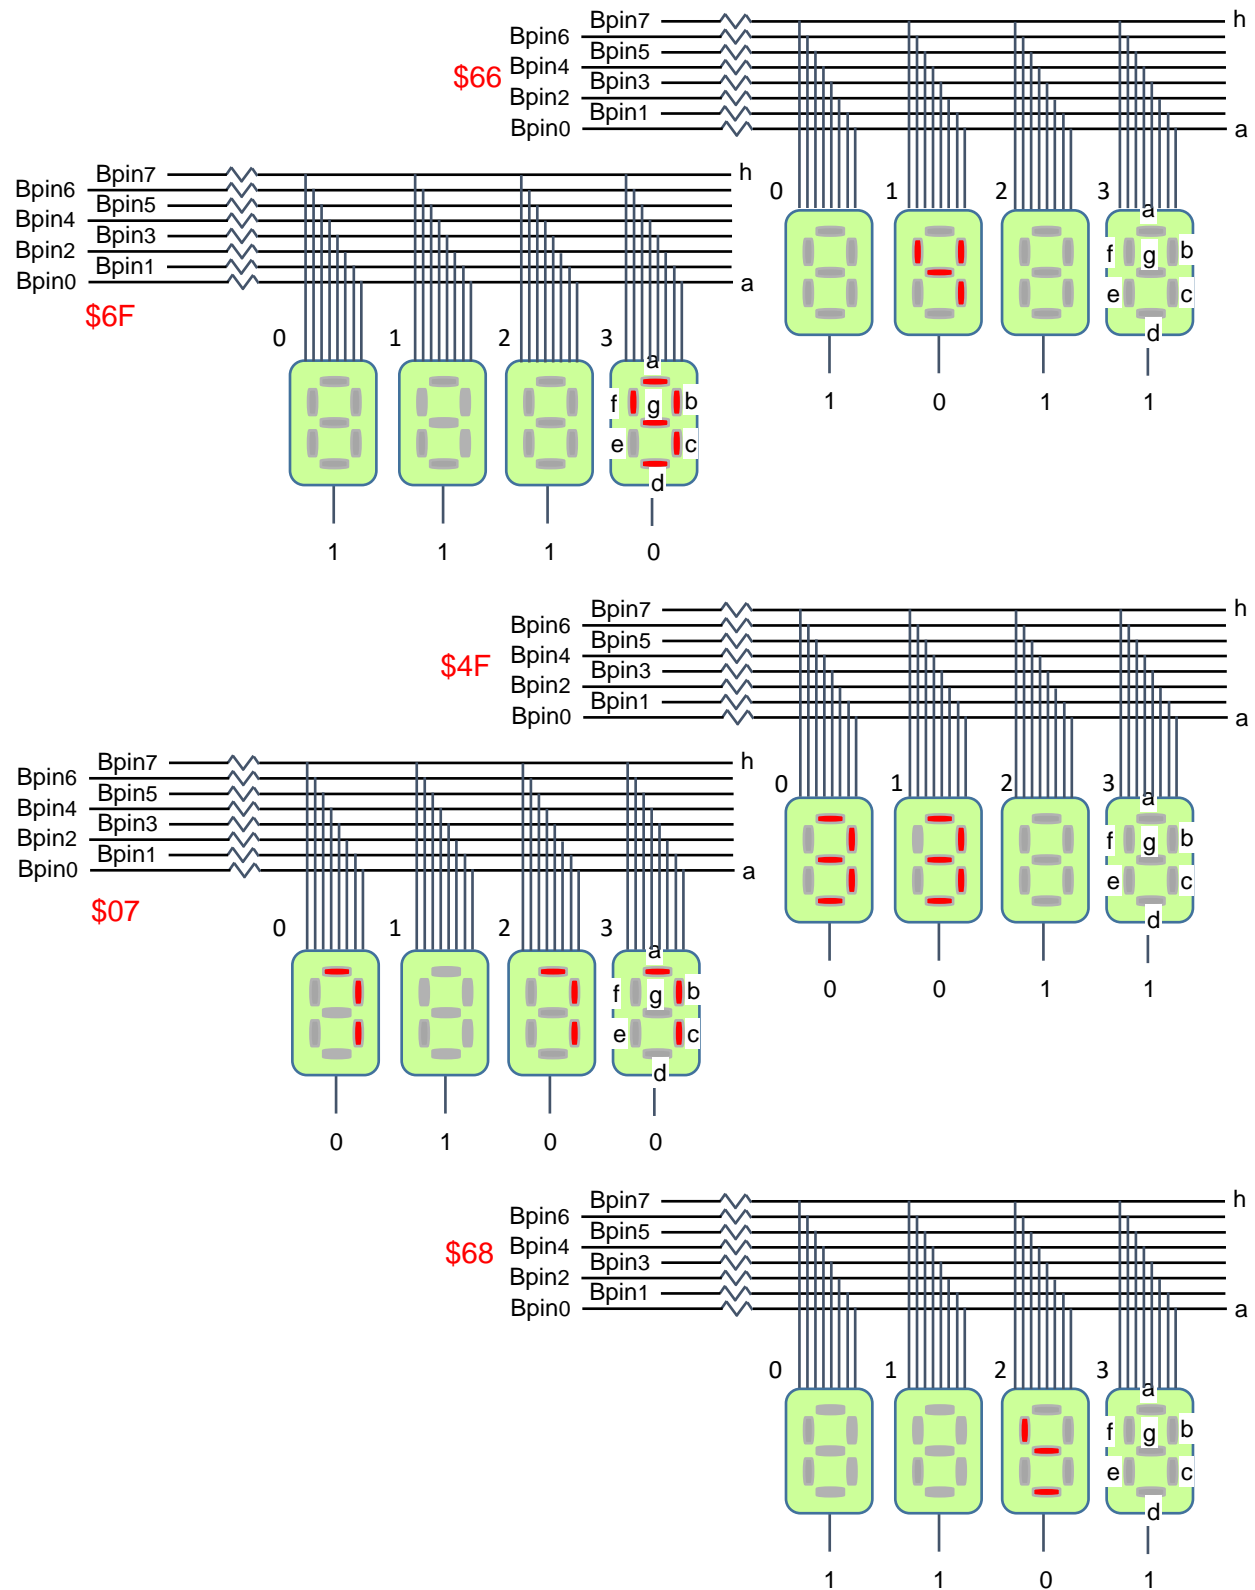 Bpin7 h
Bpin6
Bpin5
$66 Bpin4
Bpin3
Bpin2
Bpin1
Bpin0 a
0 1 2 3
a
f g b
e c
d
1 0 1 1
Bpin7 h
Bpin6
Bpin5
Bpin4
Bpin3
Bpin2
Bpin1
Bpin0 a
$6F
0 1 2 3
a
f g b
e c
d
1 1 1 0
Bpin7 h
Bpin6
Bpin5
$4F Bpin4
Bpin3
Bpin2
Bpin1
Bpin0 a
0 1 2 3
a
f g b
e c
d
0 0 1 1
Bpin7 h
Bpin6
Bpin5
Bpin4
Bpin3
Bpin2
Bpin1
Bpin0 a
$07
0 1 2 3
a
f g b
e c
d
0 1 0 0
Bpin7 h
Bpin6
Bpin5
$68 Bpin4
Bpin3
Bpin2
Bpin1
Bpin0 a
0 1 2 3
a
f g b
e c
d
1 1 0 1